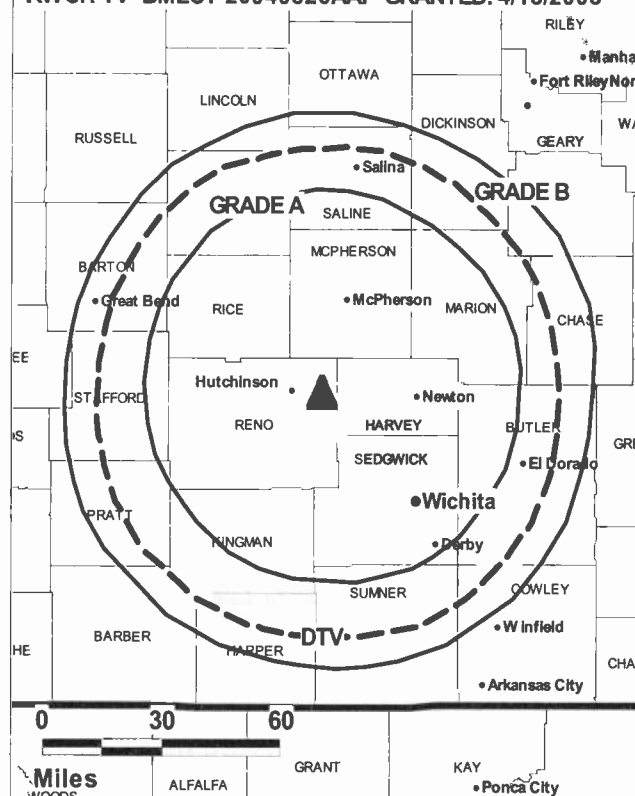 RILEY
Manha
OTTAWA
Fort Riley Nor
LINCOLN
DICKINSON
WA
RUSSELL
GEARY
Salina
GRADE B
GRADE A
SALINE
MCPHERSON
BARTON
Great Bend
RICE
McPherson
MARION
CHASE
EE
Hutchinson
STAFFORD
Newton
RENO
HARVEY
BUTLER
OS
GRE
SEDGWICK
El Dorado
Wichita
PRATT
KINGMAN
Derby
SUMNER
COWLEY
BARBER
HARPER
DTV
Winfield
HE
CHA
Arkansas City
0 30 60
Miles
WOODS
ALFALFA
GRANT
KAY
Ponca City